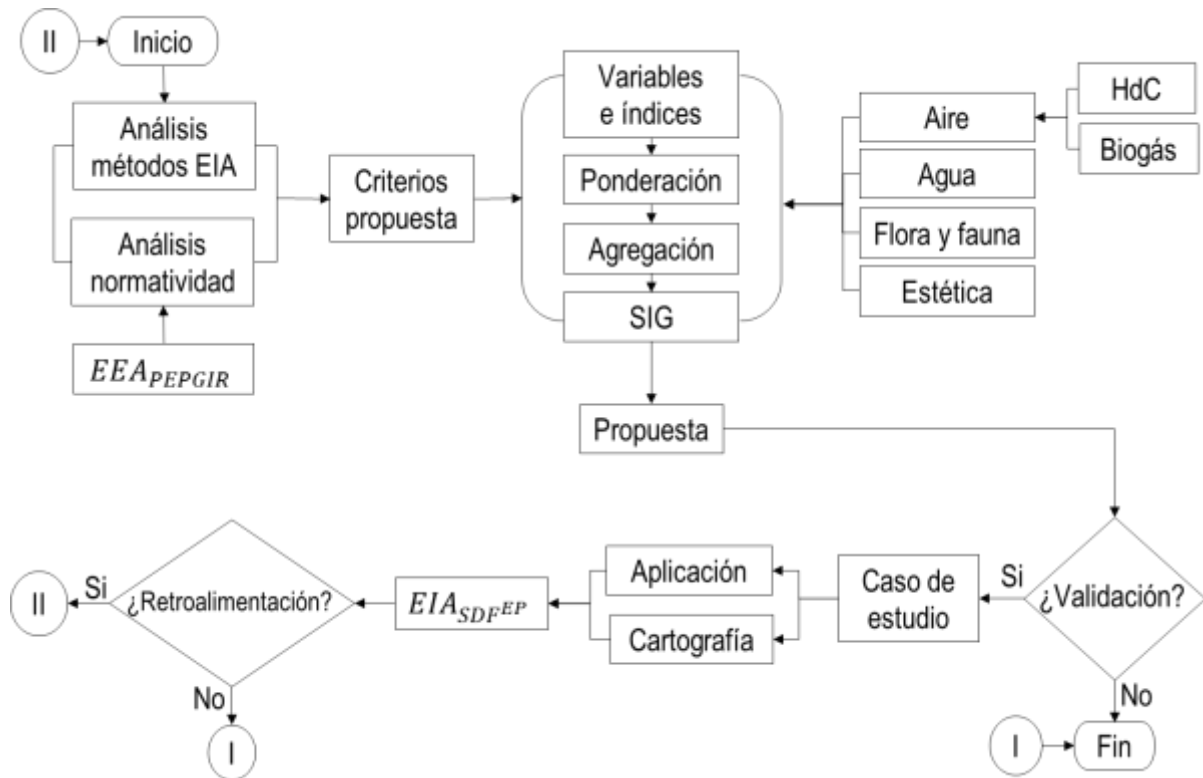 II
Inicio
Análisis
métodos EIA
Análisis
normatividad
EEA_PEPGIR
Criterios
propuesta
Variables
e índices
Ponderación
Agregación
SIG
Aire
Agua
Flora y fauna
Estética
HdC
Biogás
Propuesta
¿Validación?
Si
No
Caso de
estudio
Aplicación
Cartografía
EIA_SDF^EP
¿Retroalimentación?
Si
II
No
I
I
Fin